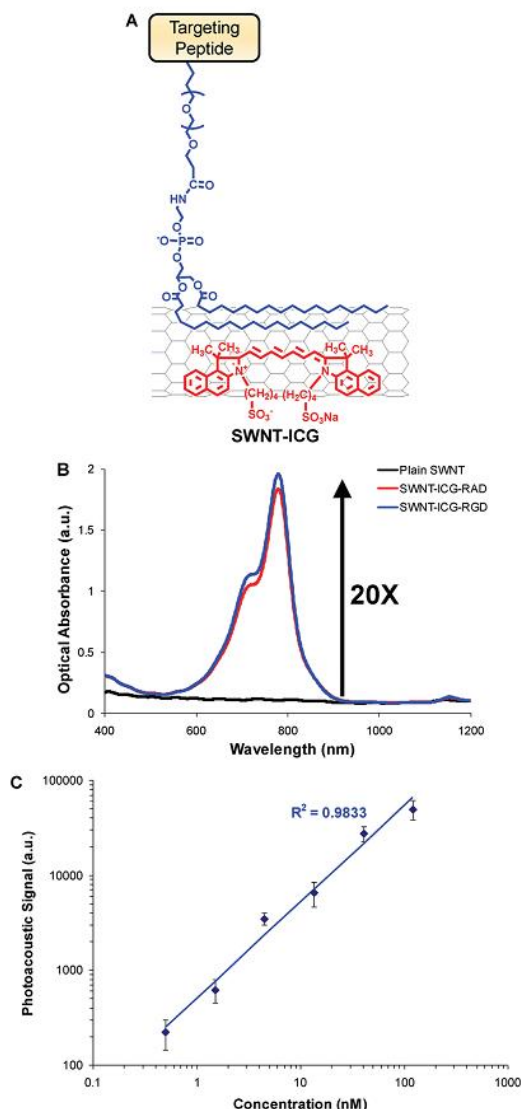 A
Targeting
Peptide
O
O
C=O
HN
O
⁻O-P=O
O
O
O
O
O
H₃C
CH₃
H₃C
CH₃
N⁺
N
(CH₂)₄
(H₂C)₄
SO₃⁻
SO₃Na
SWNT-ICG
B
2
1.5
1
0.5
0
400
600
800
1000
1200
Optical Absorbance (a.u.)
Wavelength (nm)
Plain SWNT
SWNT-ICG-RAD
SWNT-ICG-RGD
20X
C
100000
10000
1000
100
0.1
1
10
100
1000
Photoacoustic Signal (a.u.)
Concentration (nM)
R² = 0.9833